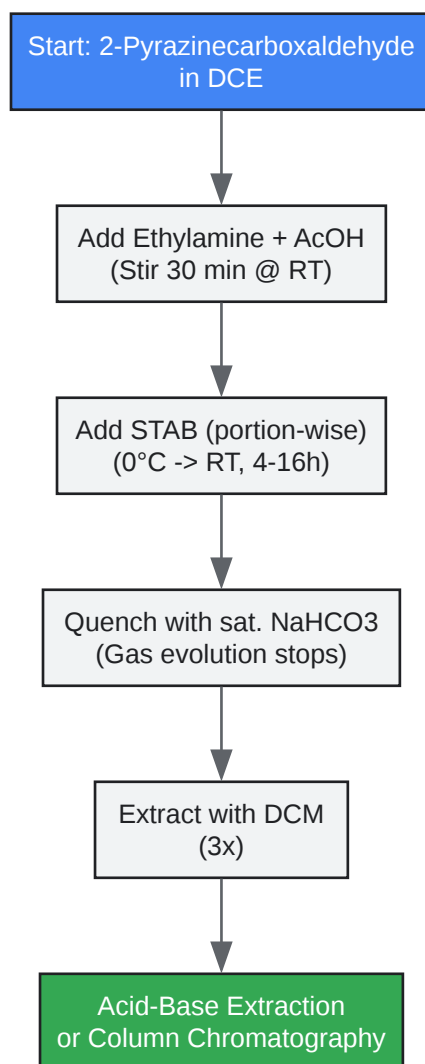 Start: 2-Pyrazinecarboxaldehyde
in DCE
Add Ethylamine + AcOH
(Stir 30 min @ RT)
Add STAB (portion-wise)
(0°C -> RT, 4-16h)
Quench with sat. NaHCO3
(Gas evolution stops)
Extract with DCM
(3x)
Acid-Base Extraction
or Column Chromatography